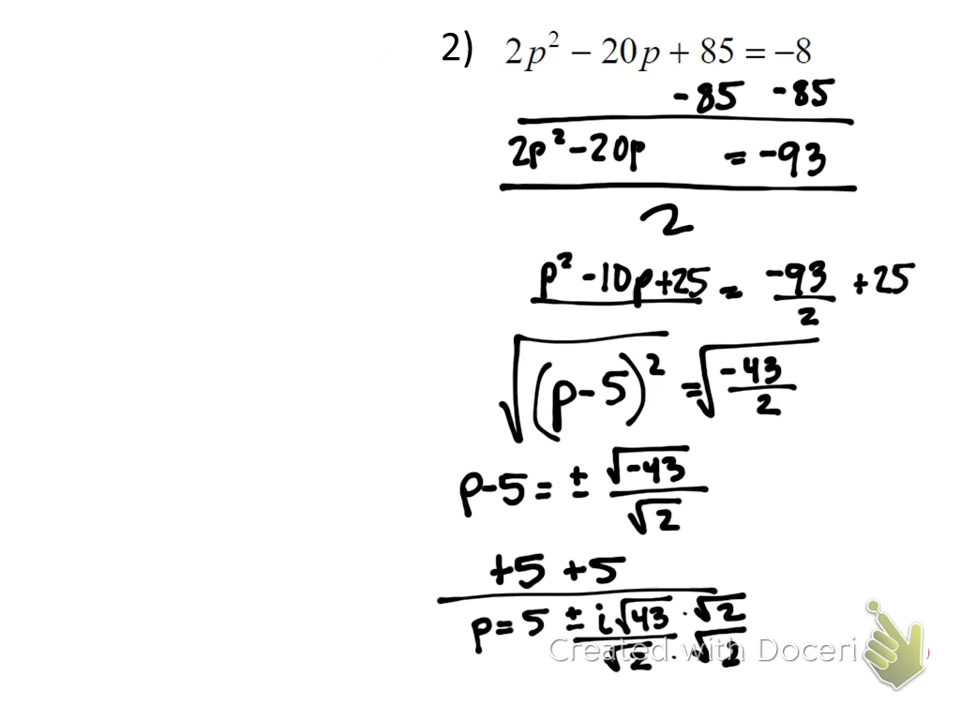 2) 2p² − 20p + 85 = −8
-85 -85
2p² -20p = -93
2
p² -10p+25 = -93/2 +25
√(p-5)² = √-43/2
p-5 = ± √-43/√2
+5 +5
p = 5 ± i√43/√2 · √2/√2
Created with Doceri